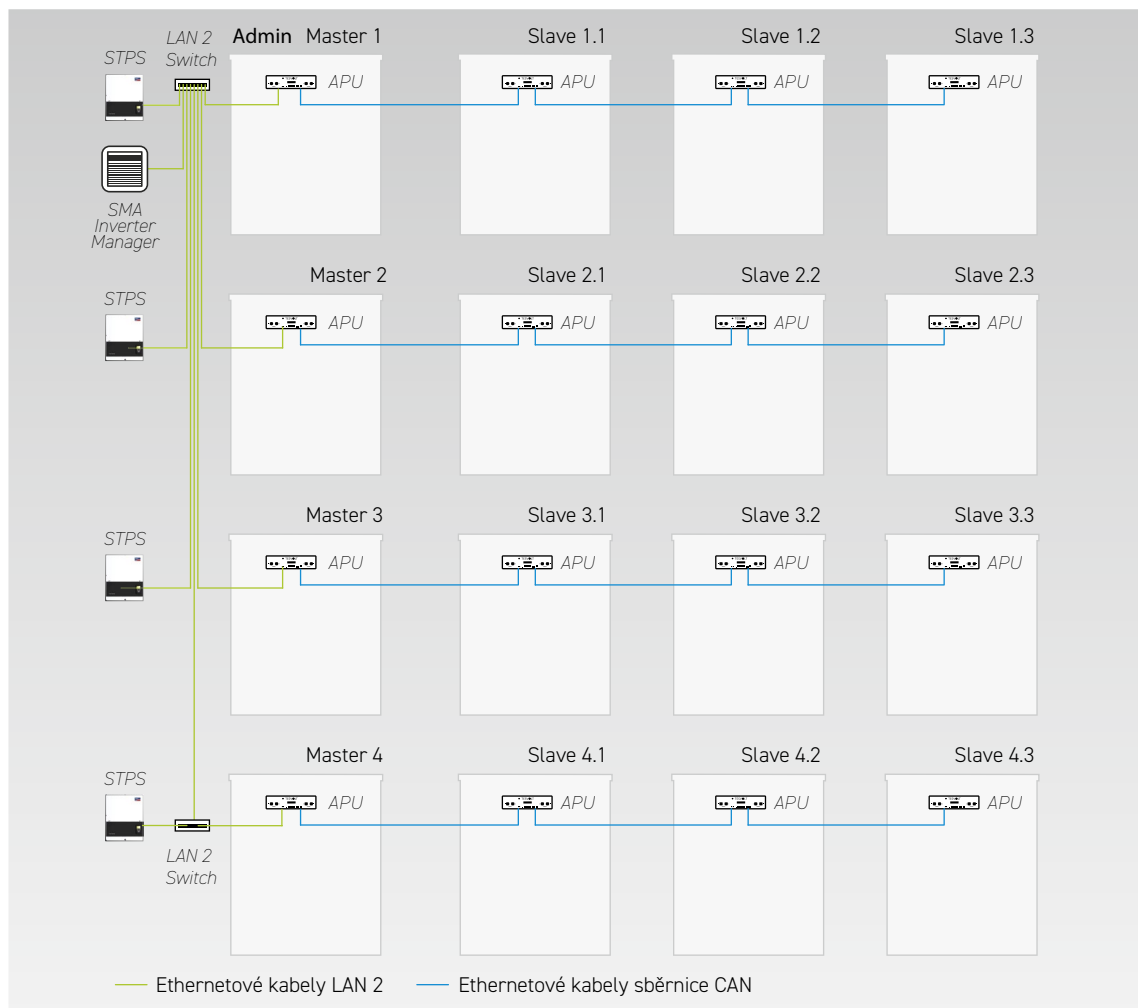 LAN 2
Switch
STPS
Admin Master 1
Slave 1.1
Slave 1.2
Slave 1.3
APU
APU
APU
APU
SMA
Inverter
Manager
Master 2
Slave 2.1
Slave 2.2
Slave 2.3
STPS
APU
APU
APU
APU
Master 3
Slave 3.1
Slave 3.2
Slave 3.3
STPS
APU
APU
APU
APU
Master 4
Slave 4.1
Slave 4.2
Slave 4.3
STPS
APU
APU
APU
APU
LAN 2
Switch
Ethernetové kabely LAN 2
Ethernetové kabely sběrnice CAN